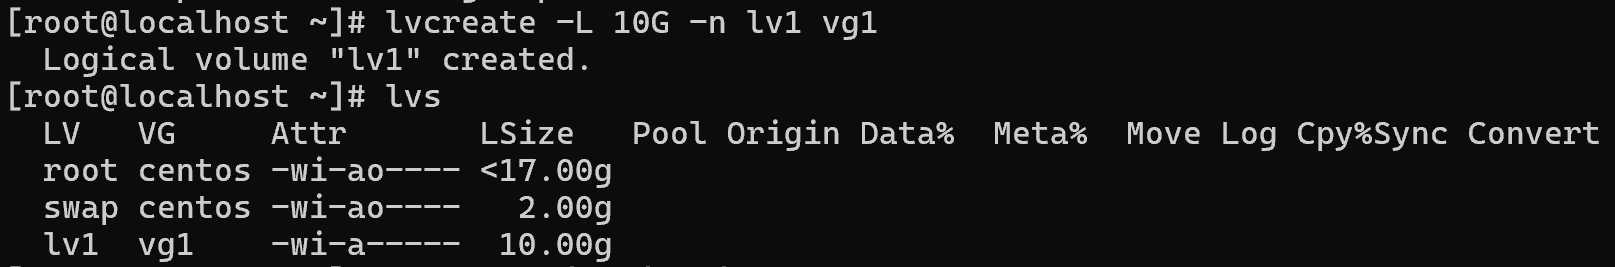 [root@localhost ~]# lvcreate -L 10G -n lv1 vg1
  Logical volume "lv1" created.
[root@localhost ~]# lvs
  LV   VG     Attr       LSize   Pool Origin Data%  Meta%  Move Log Cpy%Sync Convert
  root centos -wi-ao---- <17.00g
  swap centos -wi-ao----   2.00g
  lv1  vg1    -wi-a-----  10.00g